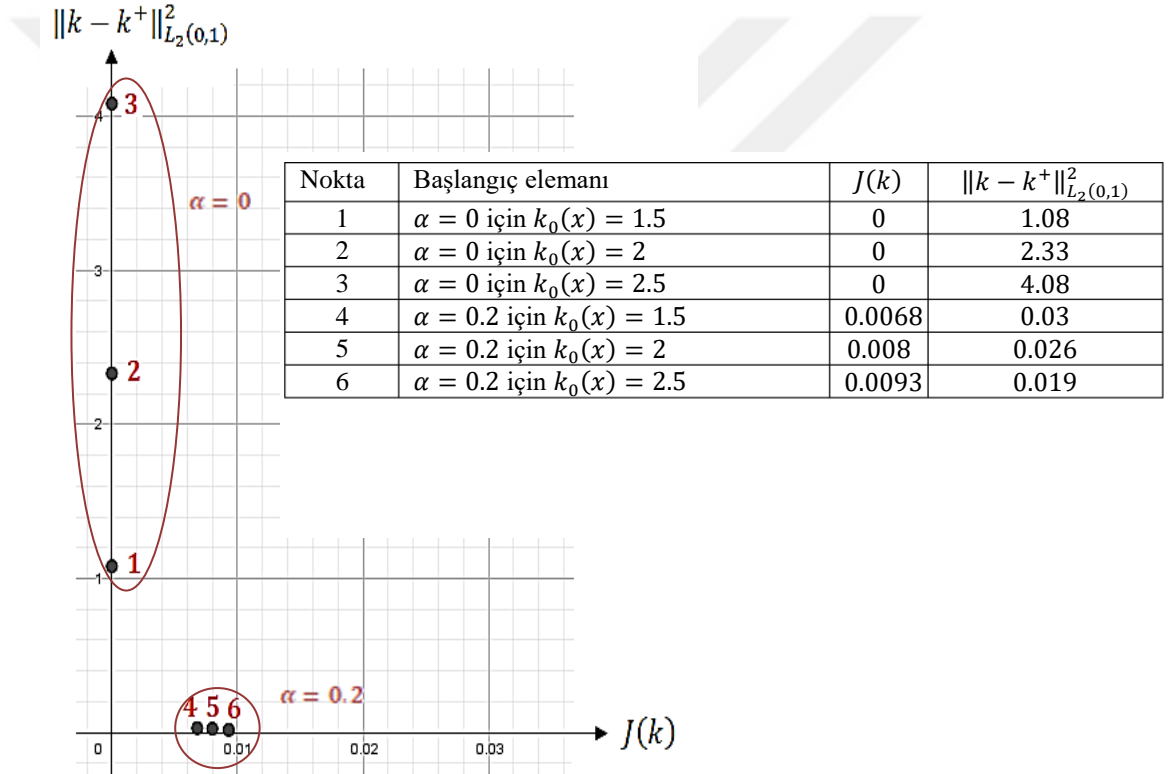 ‖k − k⁺‖²_{L₂(0,1)}
3
4
α = 0
Nokta Başlangıç elemanı J(k) ‖k − k⁺‖²_{L₂(0,1)}
1 α = 0 için k₀(x) = 1.5 0 1.08
2 α = 0 için k₀(x) = 2 0 2.33
3 α = 0 için k₀(x) = 2.5 0 4.08
4 α = 0.2 için k₀(x) = 1.5 0.0068 0.03
5 α = 0.2 için k₀(x) = 2 0.008 0.026
6 α = 0.2 için k₀(x) = 2.5 0.0093 0.019
3
2
2
1
1
α = 0.2
4 5 6
J(k)
0 0.01 0.02 0.03